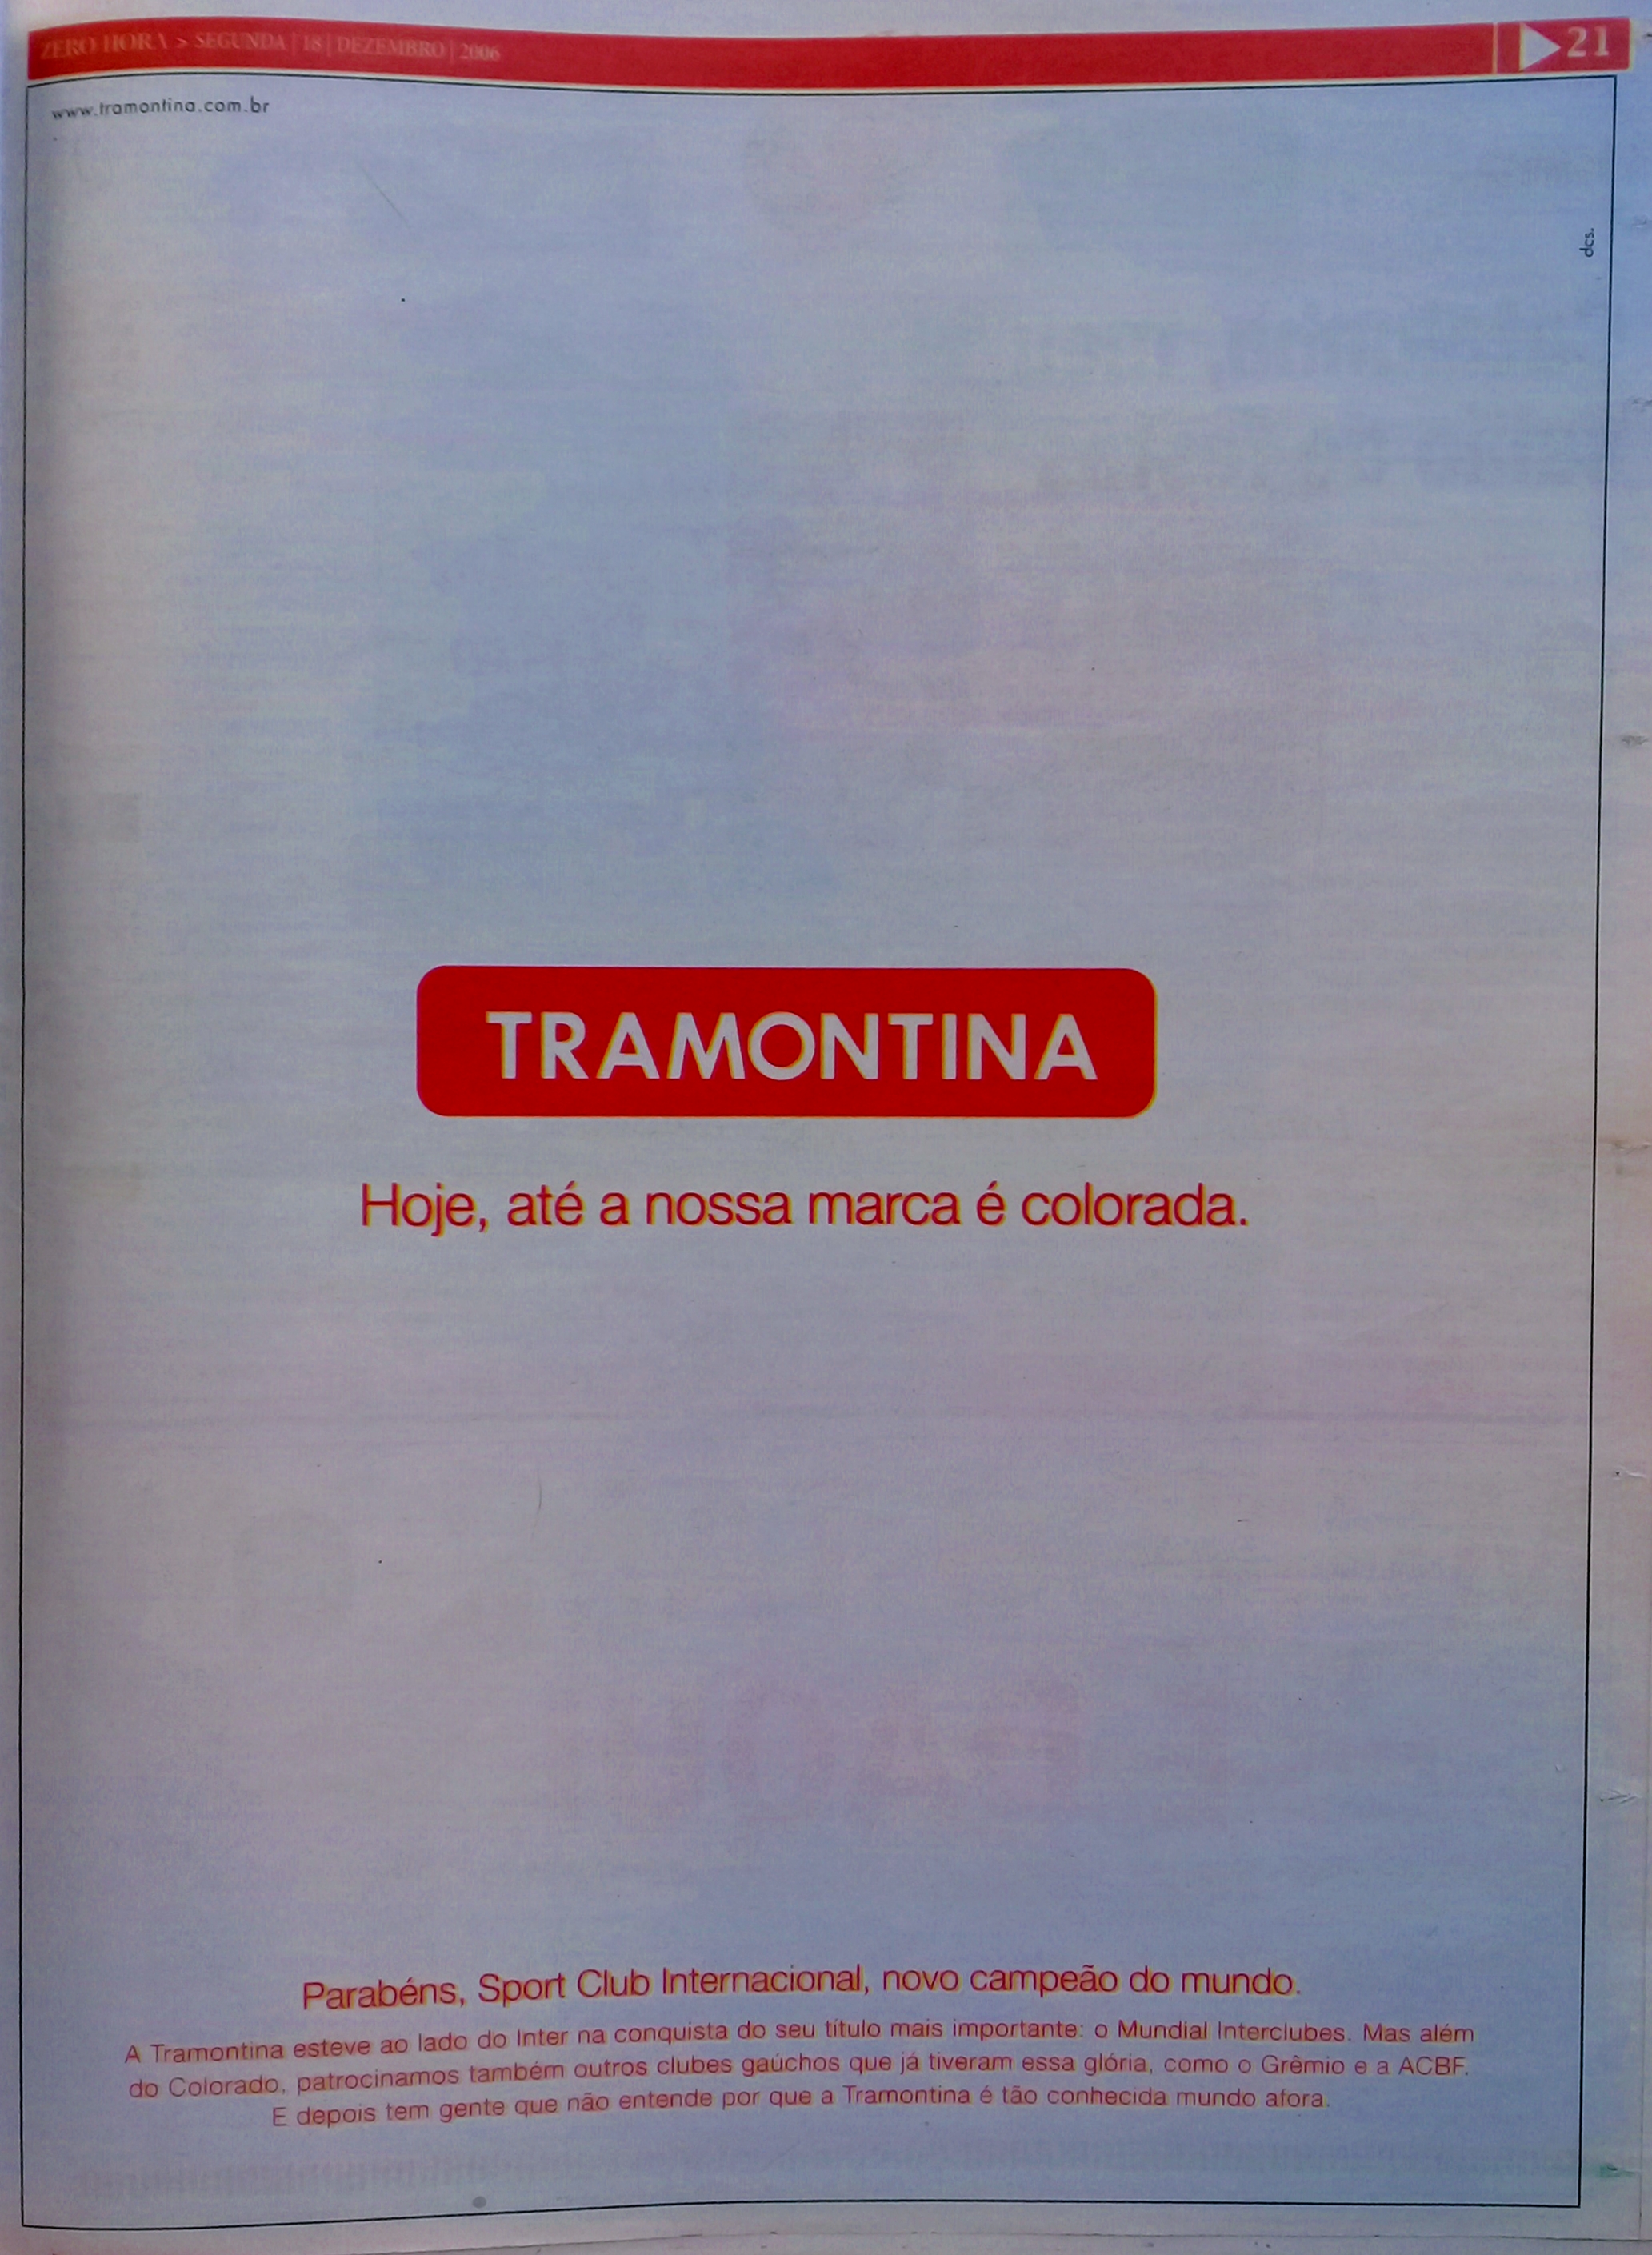 ZERO HORA > SEGUNDA | 18 | DEZEMBRO | 2006
21
www.tramontina.com.br
dcs.
TRAMONTINA
Hoje, até a nossa marca é colorada.
Parabéns, Sport Club Internacional, novo campeão do mundo.
A Tramontina esteve ao lado do Inter na conquista do seu título mais importante: o Mundial Interclubes. Mas além
do Colorado, patrocinamos também outros clubes gaúchos que já tiveram essa glória, como o Grêmio e a ACBF.
E depois tem gente que não entende por que a Tramontina é tão conhecida mundo afora.